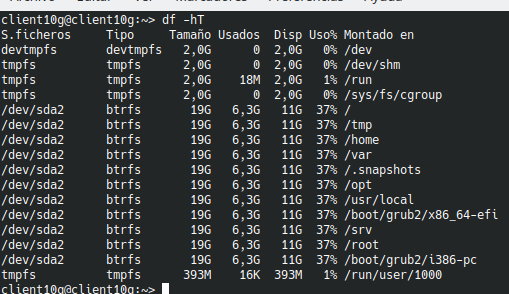 client10g@client10g:~> df -hT
S.ficheros Tipo Tamaño Usados Disp Uso% Montado en
devtmpfs devtmpfs 2,0G 0 2,0G 0% /dev
tmpfs tmpfs 2,0G 0 2,0G 0% /dev/shm
tmpfs tmpfs 2,0G 18M 2,0G 1% /run
tmpfs tmpfs 2,0G 0 2,0G 0% /sys/fs/cgroup
/dev/sda2 btrfs 19G 6,3G 11G 37% /
/dev/sda2 btrfs 19G 6,3G 11G 37% /tmp
/dev/sda2 btrfs 19G 6,3G 11G 37% /home
/dev/sda2 btrfs 19G 6,3G 11G 37% /var
/dev/sda2 btrfs 19G 6,3G 11G 37% /.snapshots
/dev/sda2 btrfs 19G 6,3G 11G 37% /opt
/dev/sda2 btrfs 19G 6,3G 11G 37% /usr/local
/dev/sda2 btrfs 19G 6,3G 11G 37% /boot/grub2/x86_64-efi
/dev/sda2 btrfs 19G 6,3G 11G 37% /srv
/dev/sda2 btrfs 19G 6,3G 11G 37% /root
/dev/sda2 btrfs 19G 6,3G 11G 37% /boot/grub2/i386-pc
tmpfs tmpfs 393M 16K 393M 1% /run/user/1000
client10g@client10g:~>